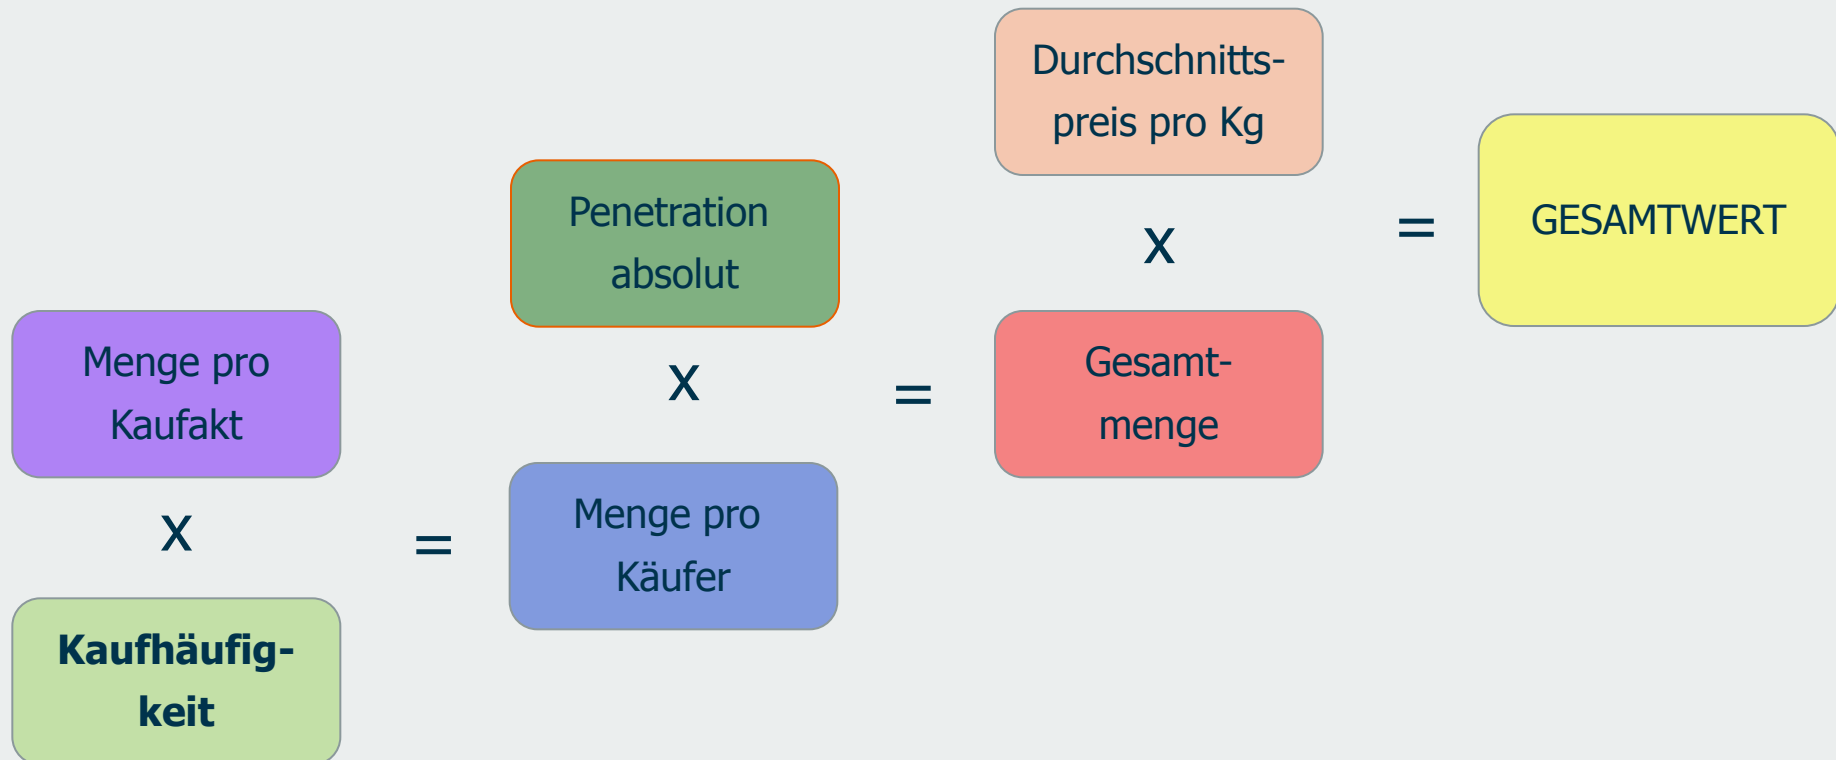 Menge pro
Kaufakt
x
Kaufhäufig-
keit
=
Penetration
absolut
x
Menge pro
Käufer
=
Durchschnitts-
preis pro Kg
x
Gesamt-
menge
=
GESAMTWERT